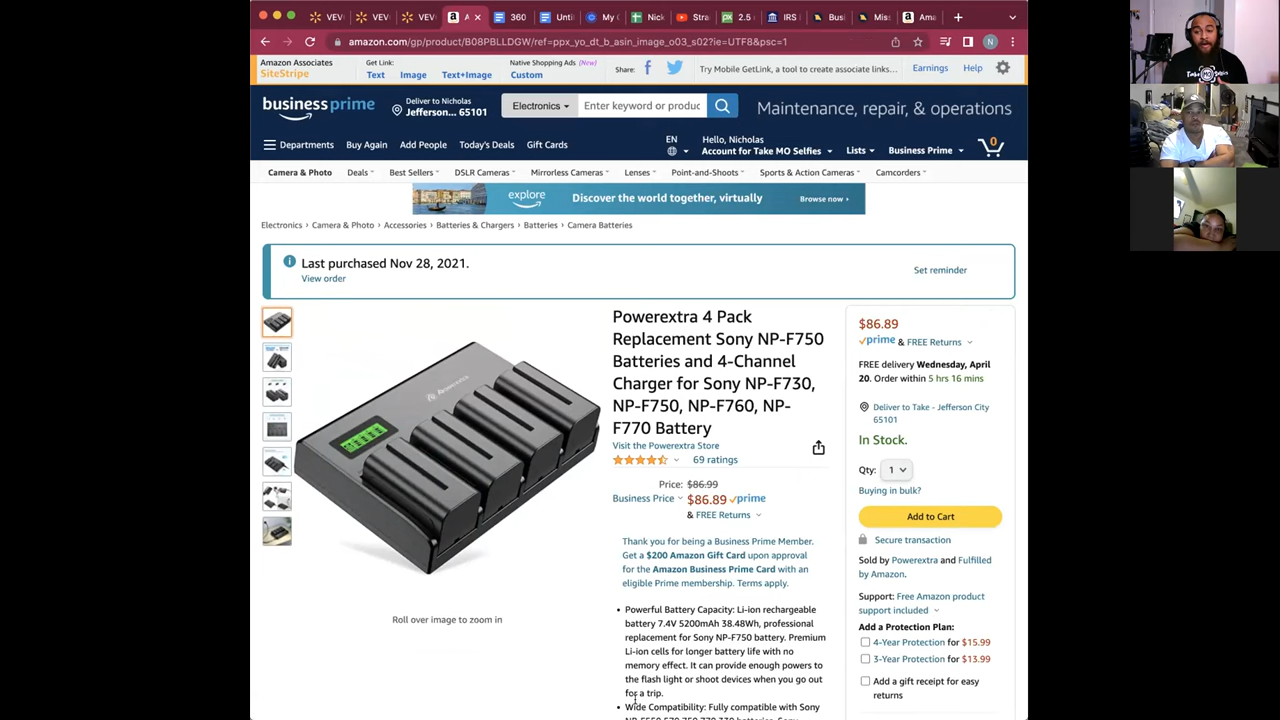 VEV
VEV
VEV
A
360
Unti
My
Nick
Stra
2.5
IRS
Busi
Miss
Ama
amazon.com/gp/product/B08PBLLDGW/ref=ppx_yo_dt_b_asin_image_o03_s02?ie=UTF8&psc=1
N
Amazon Associates
SiteStripe
Get Link:
Text
Image
Text+Image
Native Shopping Ads (New)
Custom
Share:
Try Mobile GetLink, a tool to create associate links...
Earnings
Help
business prime
Deliver to Nicholas
Jefferson... 65101
Electronics
Enter keyword or produc
Maintenance, repair, & operations
Departments
Buy Again
Add People
Today's Deals
Gift Cards
EN
Hello, Nicholas
Account for Take MO Selfies
Lists
Business Prime
0
Camera & Photo
Deals
Best Sellers
DSLR Cameras
Mirrorless Cameras
Lenses
Point-and-Shoots
Sports & Action Cameras
Camcorders
amazon explore
Discover the world together, virtually
Browse now ›
Electronics › Camera & Photo › Accessories › Batteries & Chargers › Batteries › Camera Batteries
Last purchased Nov 28, 2021.
View order
Set reminder
Powerextra 4 Pack
Replacement Sony NP-F750
Batteries and 4-Channel
Charger for Sony NP-F730,
NP-F750, NP-F760, NP-
F770 Battery
Visit the Powerextra Store
69 ratings
Price: $86.99
Business Price $86.89 prime
& FREE Returns
Thank you for being a Business Prime Member.
Get a $200 Amazon Gift Card upon approval
for the Amazon Business Prime Card with an
eligible Prime membership. Terms apply.
• Powerful Battery Capacity: Li-ion rechargeable
battery 7.4V 5200mAh 38.48Wh, professional
replacement for Sony NP-F750 battery. Premium
Li-ion cells for longer battery life with no
memory effect. It can provide enough powers to
the flash light or shoot devices when you go out
for a trip.
• Wide Compatibility: Fully compatible with Sony
Roll over image to zoom in
$86.89
prime & FREE Returns
FREE delivery Wednesday, April
20. Order within 5 hrs 16 mins
Deliver to Take - Jefferson City
65101
In Stock.
Qty: 1
Buying in bulk?
Add to Cart
Secure transaction
Sold by Powerextra and Fulfilled
by Amazon.
Support: Free Amazon product
support included
Add a Protection Plan:
4-Year Protection for $15.99
3-Year Protection for $13.99
Add a gift receipt for easy
returns